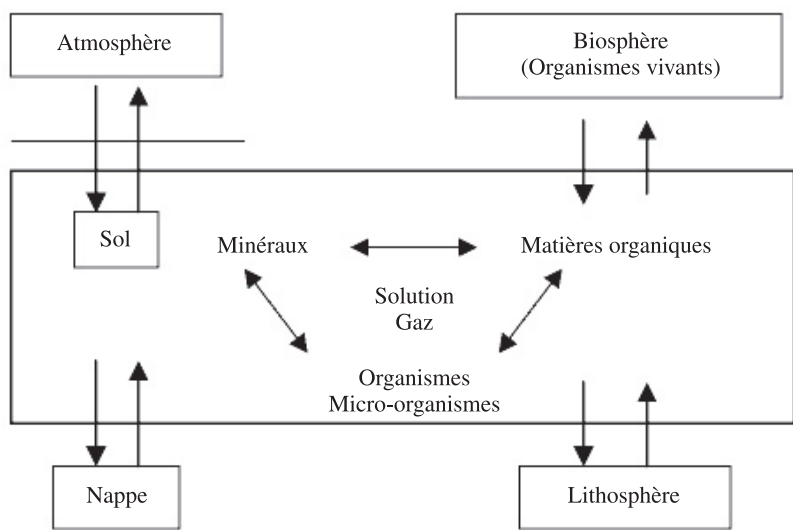 Atmosphère
Biosphère
(Organismes vivants)
Sol
Minéraux
Matières organiques
Solution
Gaz
Organismes
Micro-organismes
Nappe
Lithosphère